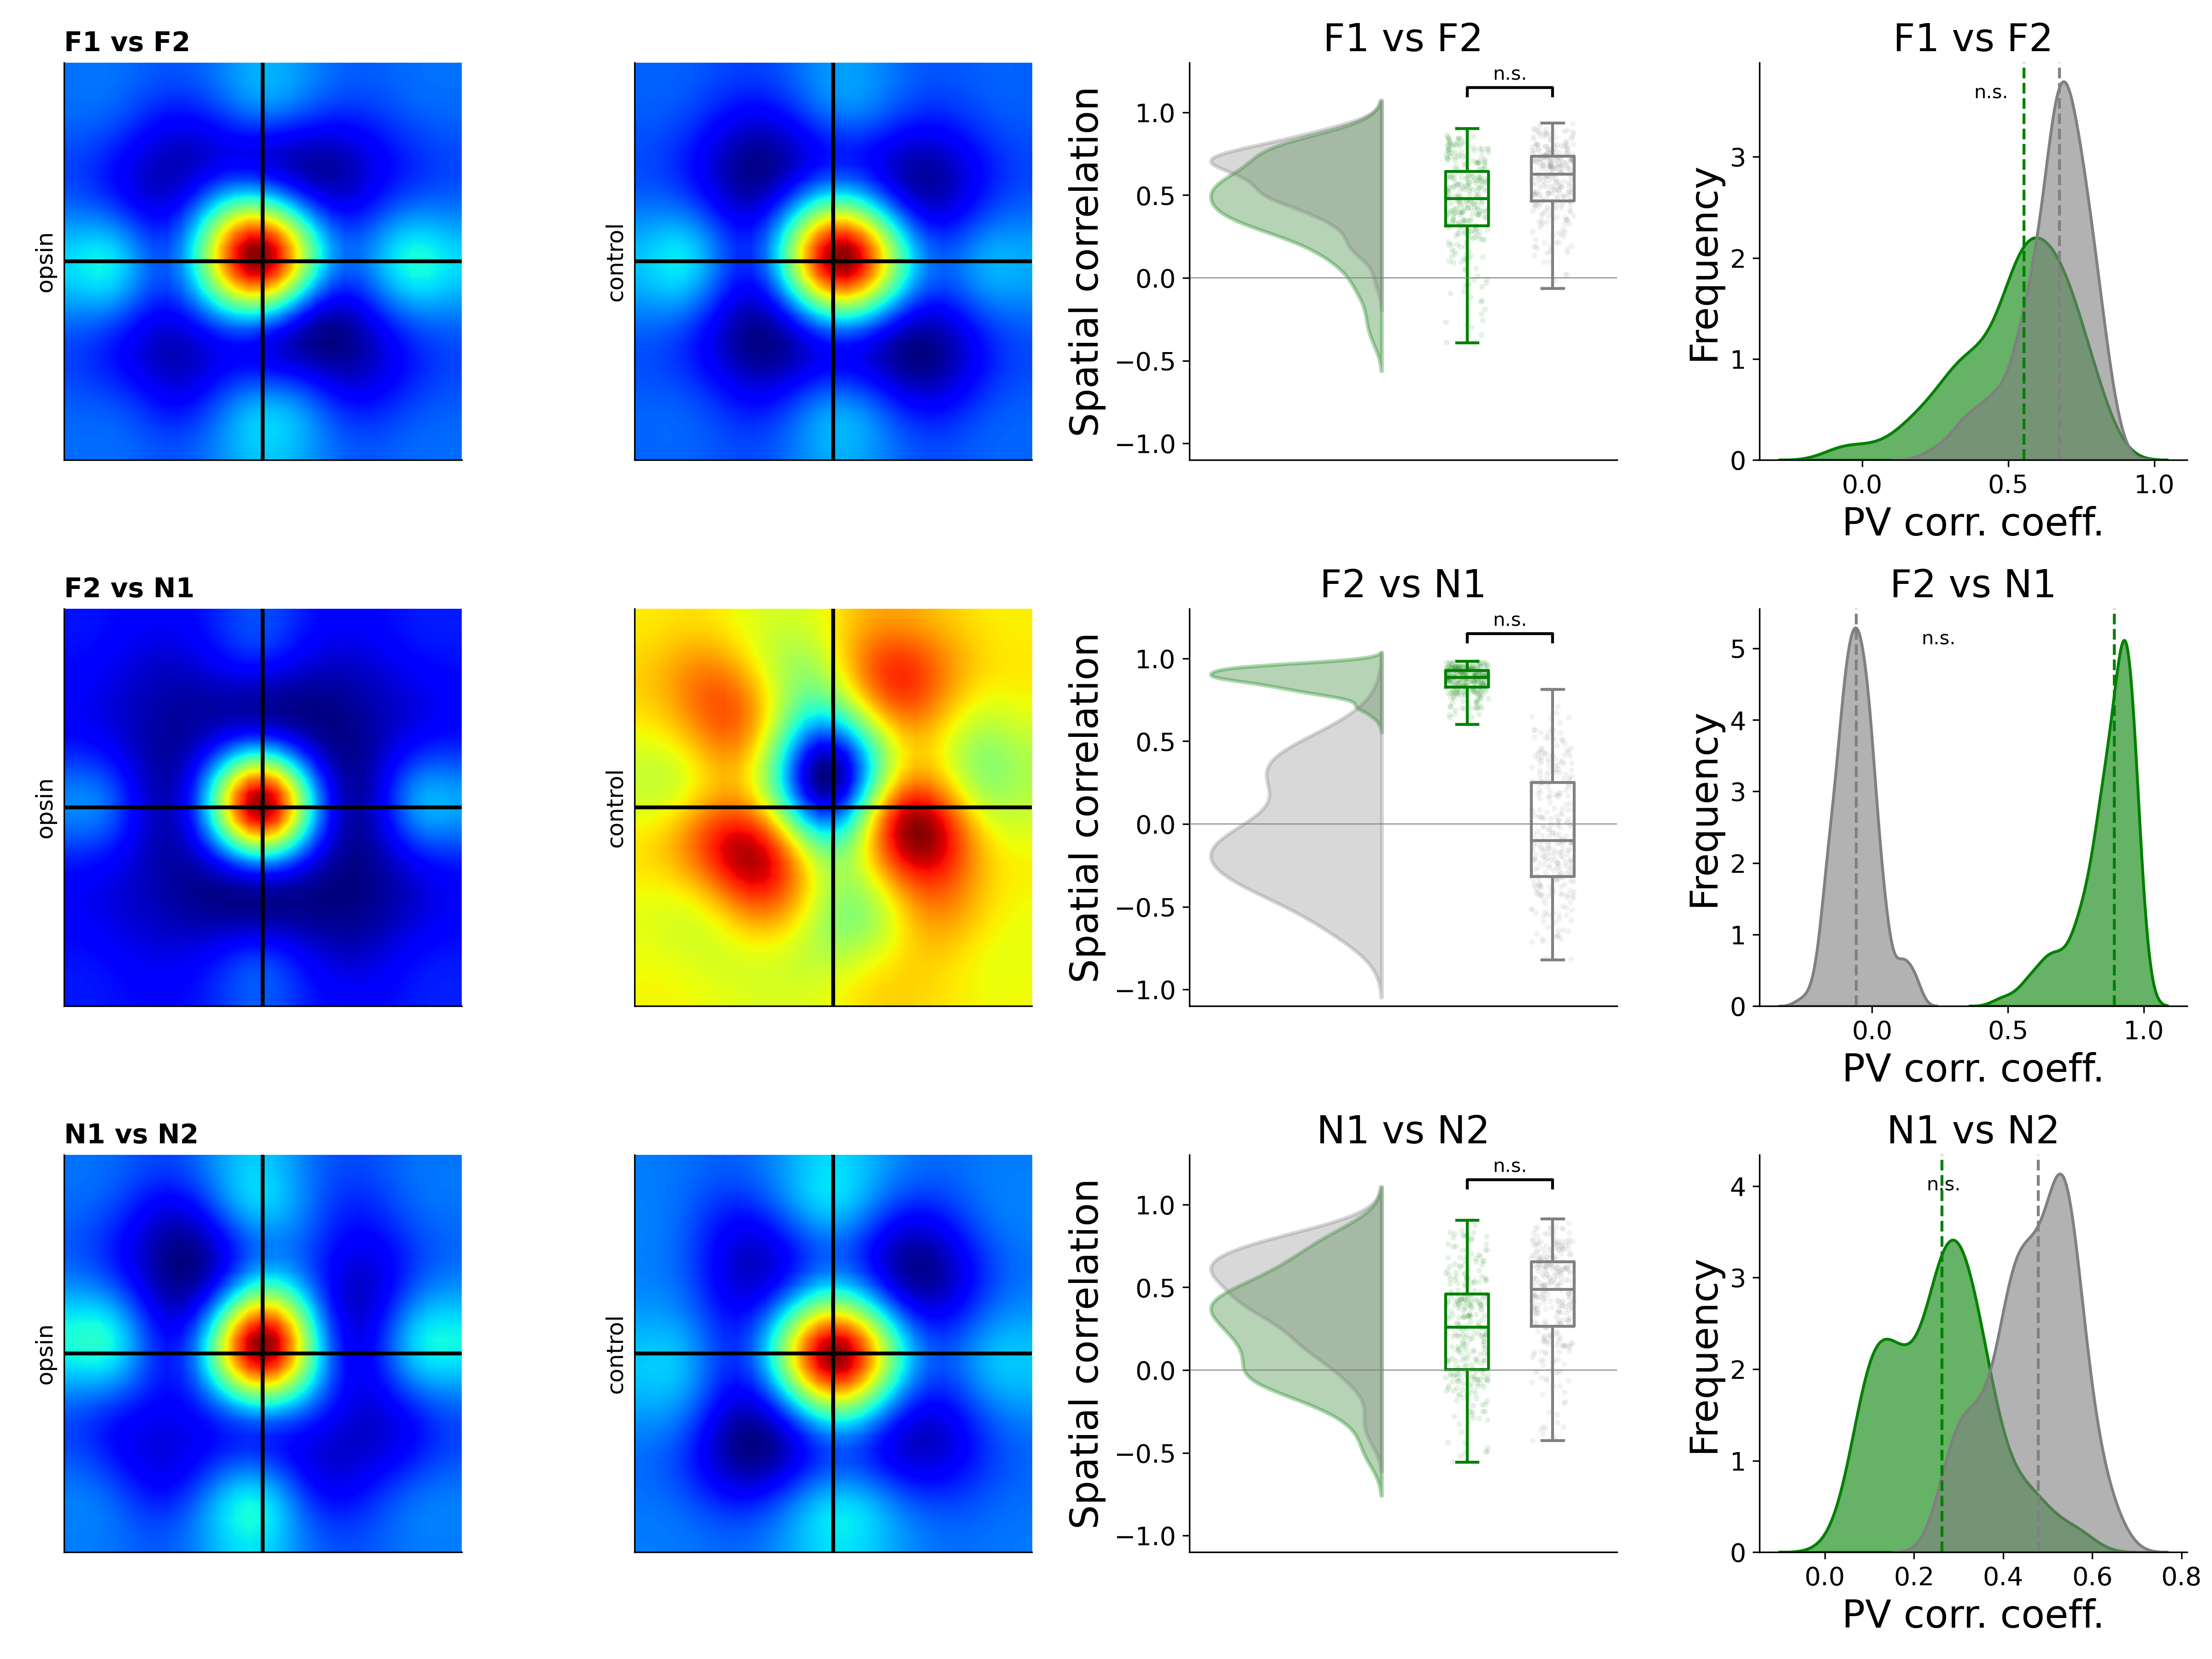 F1 vs F2
opsin
control
F1 vs F2
n.s.
Spatial correlation
1.0
0.5
0.0
−0.5
−1.0
F1 vs F2
n.s.
Frequency
3
2
1
0
0.0 0.5 1.0
PV corr. coeff.
F2 vs N1
opsin
control
F2 vs N1
n.s.
Spatial correlation
1.0
0.5
0.0
−0.5
−1.0
F2 vs N1
n.s.
Frequency
5
4
3
2
1
0
0.0 0.5 1.0
PV corr. coeff.
N1 vs N2
opsin
control
N1 vs N2
n.s.
Spatial correlation
1.0
0.5
0.0
−0.5
−1.0
N1 vs N2
n.s.
Frequency
4
3
2
1
0
0.0 0.2 0.4 0.6 0.8
PV corr. coeff.